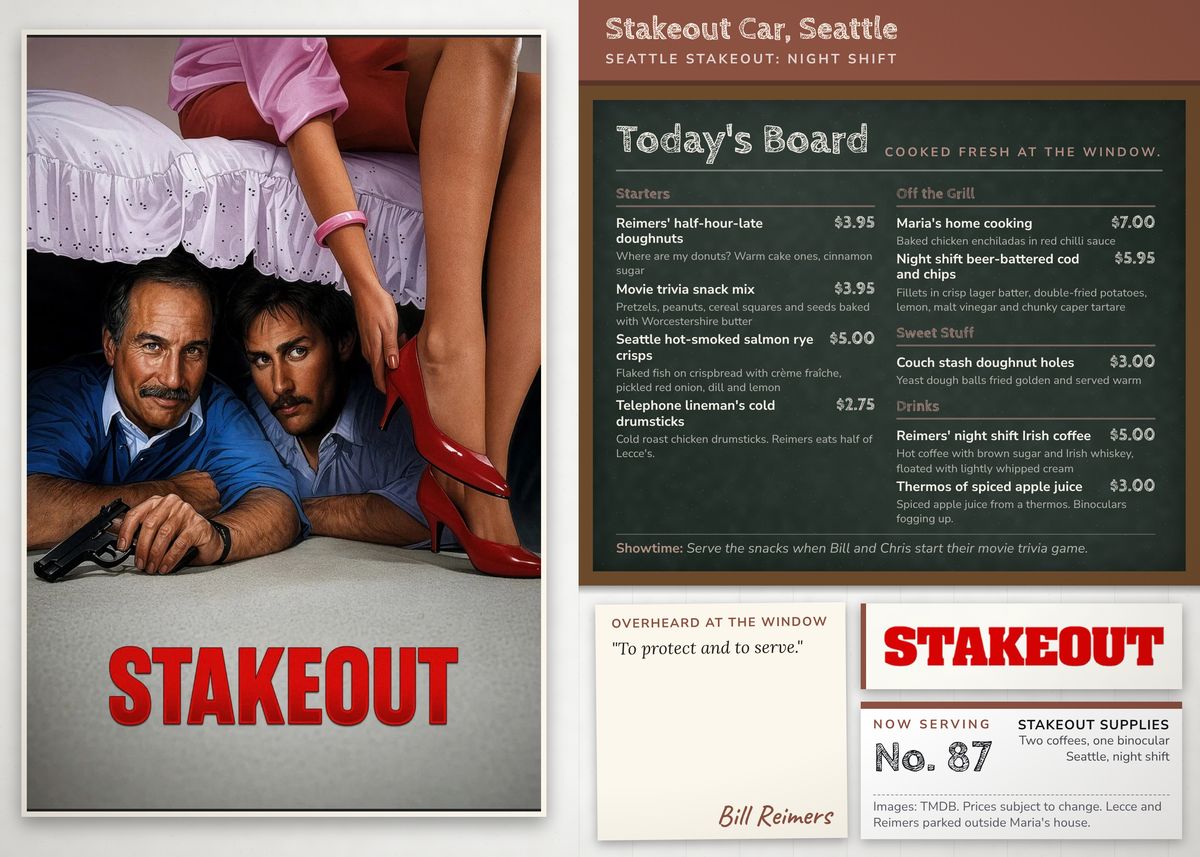 STAKEOUT
Stakeout Car, Seattle
SEATTLE STAKEOUT: NIGHT SHIFT
Today's Board
COOKED FRESH AT THE WINDOW.
Starters
Reimers' half-hour-late
doughnuts
$3.95
Where are my donuts? Warm cake ones, cinnamon
sugar
Movie trivia snack mix
$3.95
Pretzels, peanuts, cereal squares and seeds baked
with Worcestershire butter
Seattle hot-smoked salmon rye
crisps
$5.00
Flaked fish on crispbread with crème fraîche,
pickled red onion, dill and lemon
Telephone lineman's cold
drumsticks
$2.75
Cold roast chicken drumsticks. Reimers eats half of
Lecce's.
Off the Grill
Maria's home cooking
$7.00
Baked chicken enchiladas in red chilli sauce
Night shift beer-battered cod
and chips
$5.95
Fillets in crisp lager batter, double-fried potatoes,
lemon, malt vinegar and chunky caper tartare
Sweet Stuff
Couch stash doughnut holes
$3.00
Yeast dough balls fried golden and served warm
Drinks
Reimers' night shift Irish coffee
$5.00
Hot coffee with brown sugar and Irish whiskey,
floated with lightly whipped cream
Thermos of spiced apple juice
$3.00
Spiced apple juice from a thermos. Binoculars
fogging up.
Showtime: Serve the snacks when Bill and Chris start their movie trivia game.
OVERHEARD AT THE WINDOW
"To protect and to serve."
Bill Reimers
STAKEOUT
NOW SERVING
No. 87
STAKEOUT SUPPLIES
Two coffees, one binocular
Seattle, night shift
Images: TMDB. Prices subject to change. Lecce and
Reimers parked outside Maria's house.